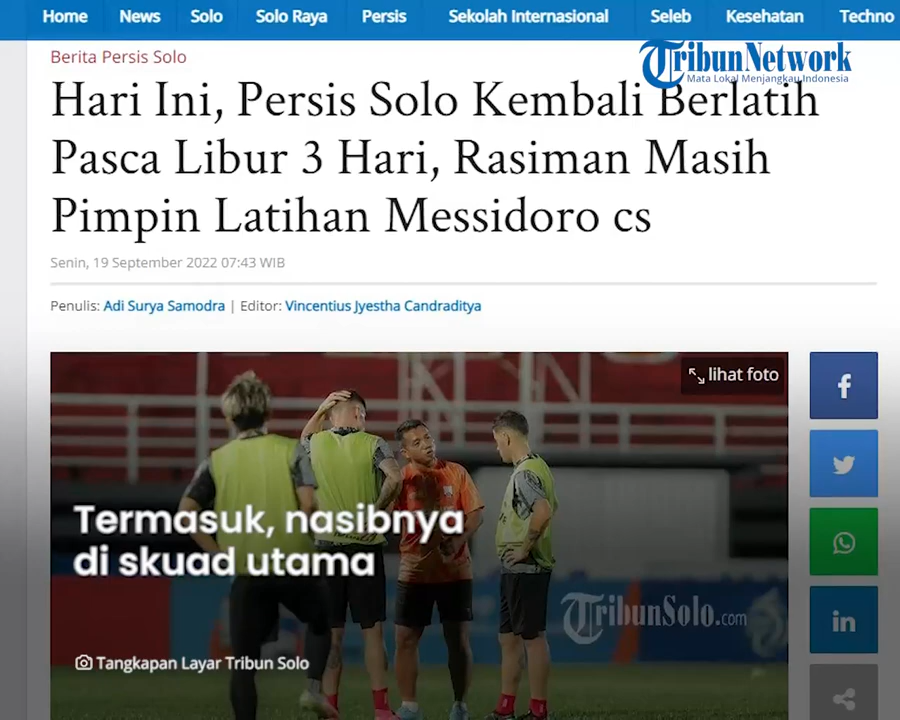 Home News Solo Solo Raya Persis Sekolah Internasional Seleb Kesehatan Techno
TribunNetwork
Mata Lokal Menjangkau Indonesia
Berita Persis Solo
Hari Ini, Persis Solo Kembali Berlatih
Pasca Libur 3 Hari, Rasiman Masih
Pimpin Latihan Messidoro cs
Senin, 19 September 2022 07:43 WIB
Penulis: Adi Surya Samodra | Editor: Vincentius Jyestha Candraditya
lihat foto
Termasuk, nasibnya
di skuad utama
TribunSolo.com
Tangkapan Layar Tribun Solo